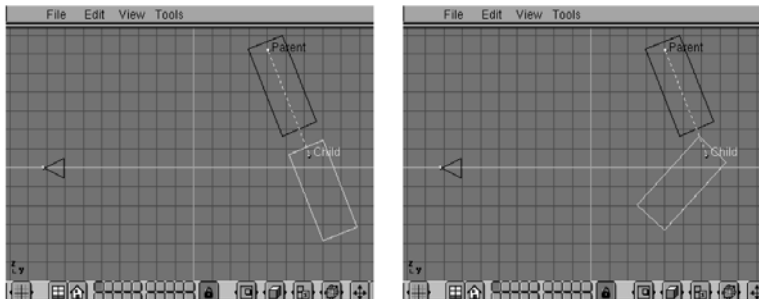 File Edit View Tools
Parent
Child
z
y
File Edit View Tools
Parent
Child
z
y